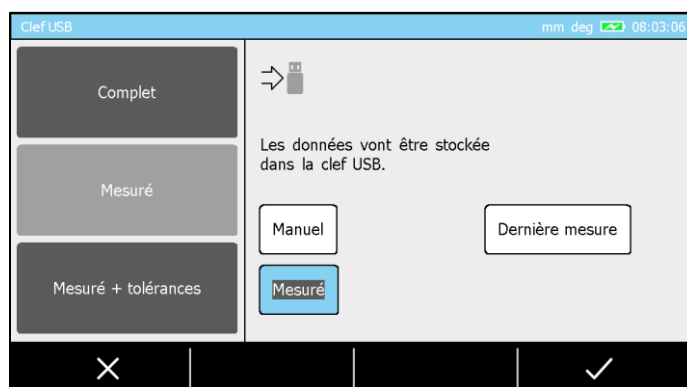 Clef USB
mm deg 08:03:06
Complet
Mesuré
Mesuré + tolérances
Les données vont être stockée
dans la clef USB.
Manuel
Dernière mesure
Mesuré